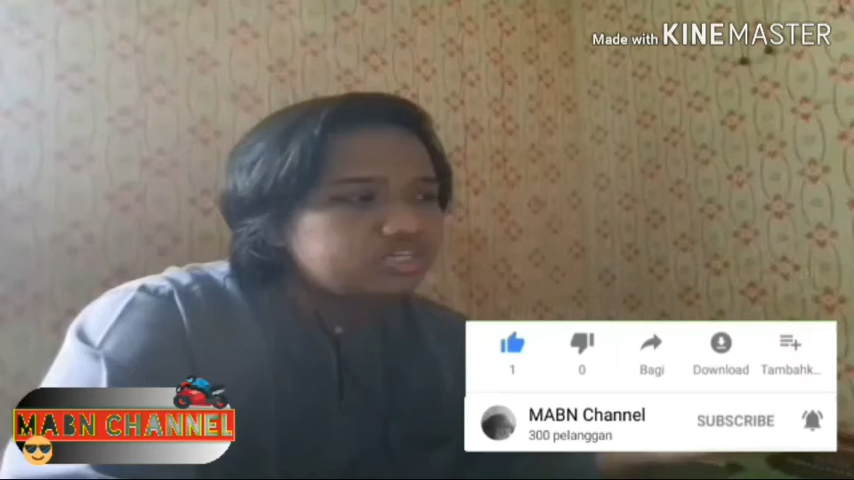 Made with KINEMASTER
1 0 Bagi Download Tambahk...
MABN Channel SUBSCRIBE
300 pelanggan
MABN CHANNEL